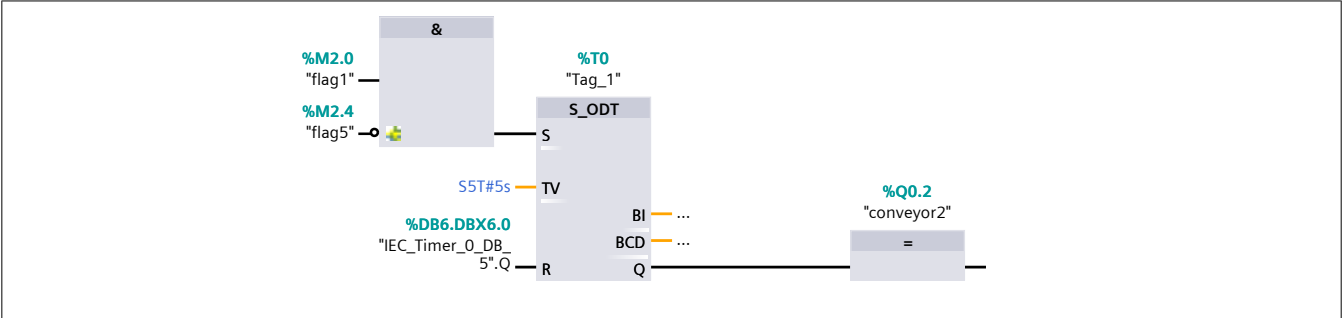 &
%M2.0
"flag1"
%M2.4
"flag5"
%T0
"Tag_1"
S_ODT
S
S5T#5s
TV
%DB6.DBX6.0
"IEC_Timer_0_DB_
5".Q
R
BI
...
BCD
...
Q
%Q0.2
"conveyor2"
=